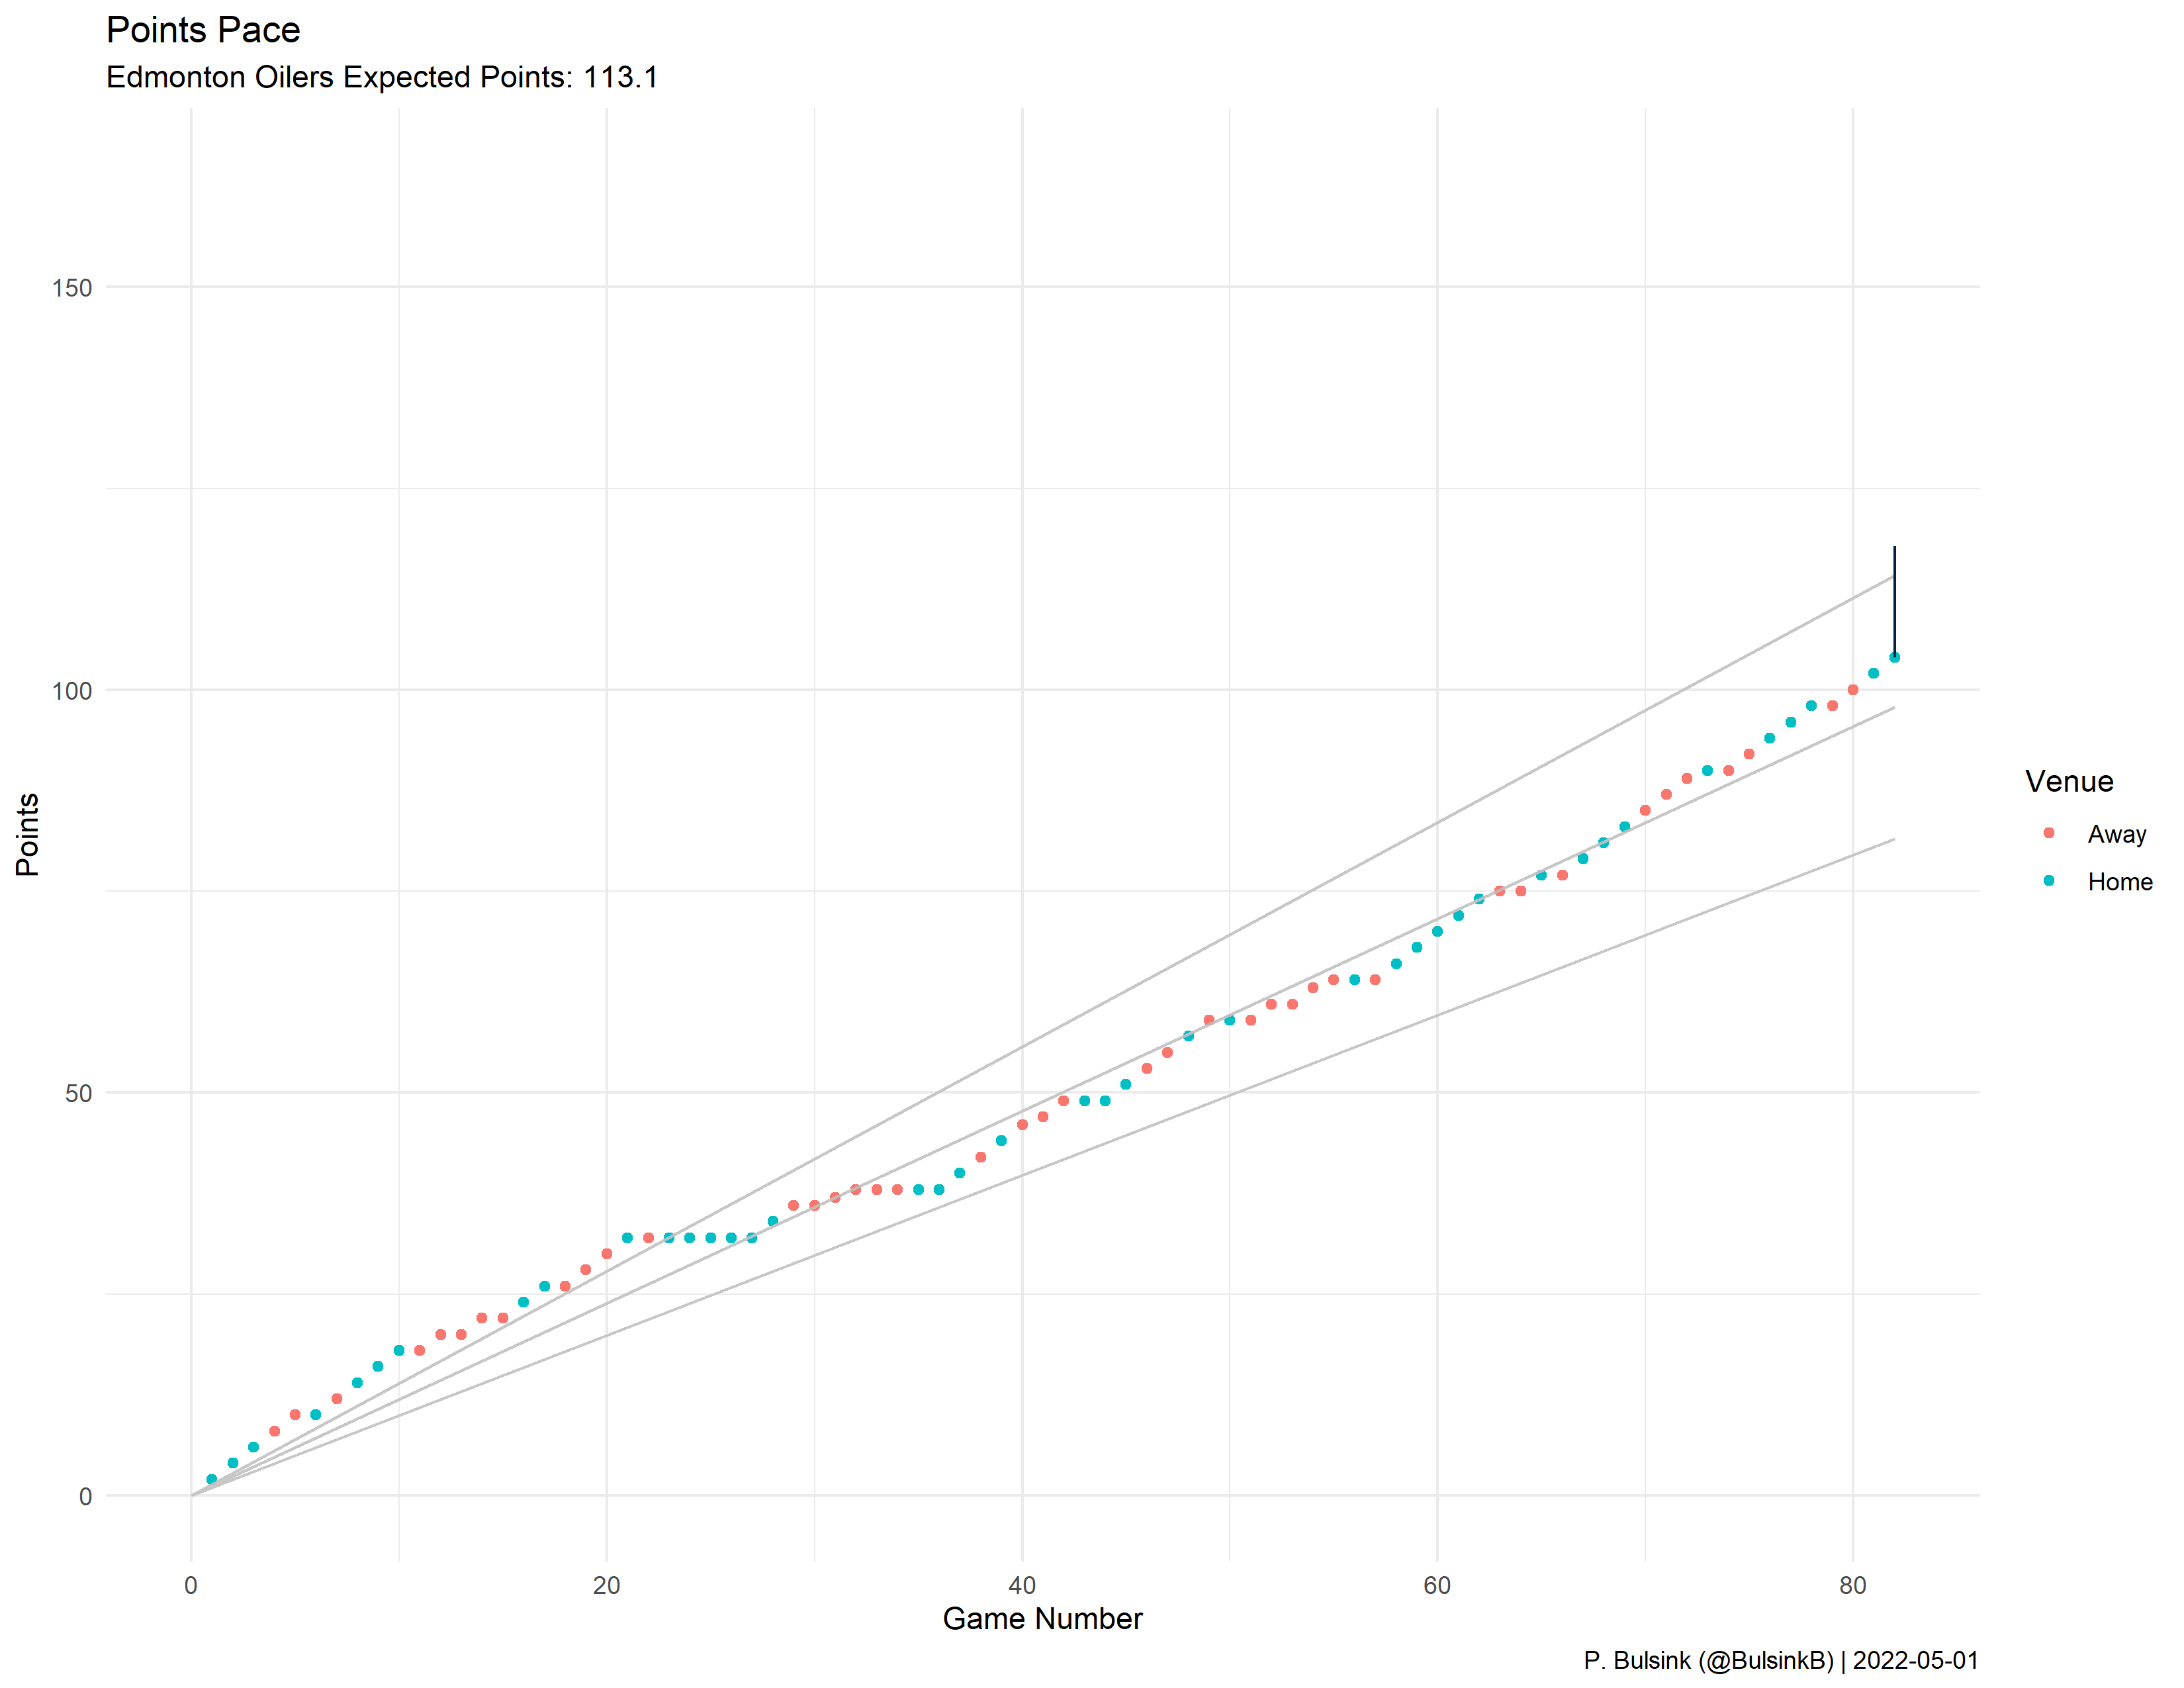 Points Pace
Edmonton Oilers Expected Points: 113.1
150
100
50
0
Points
0 20 40 60 80
Game Number
Venue
Away
Home
P. Bulsink (@BulsinkB) | 2022-05-01